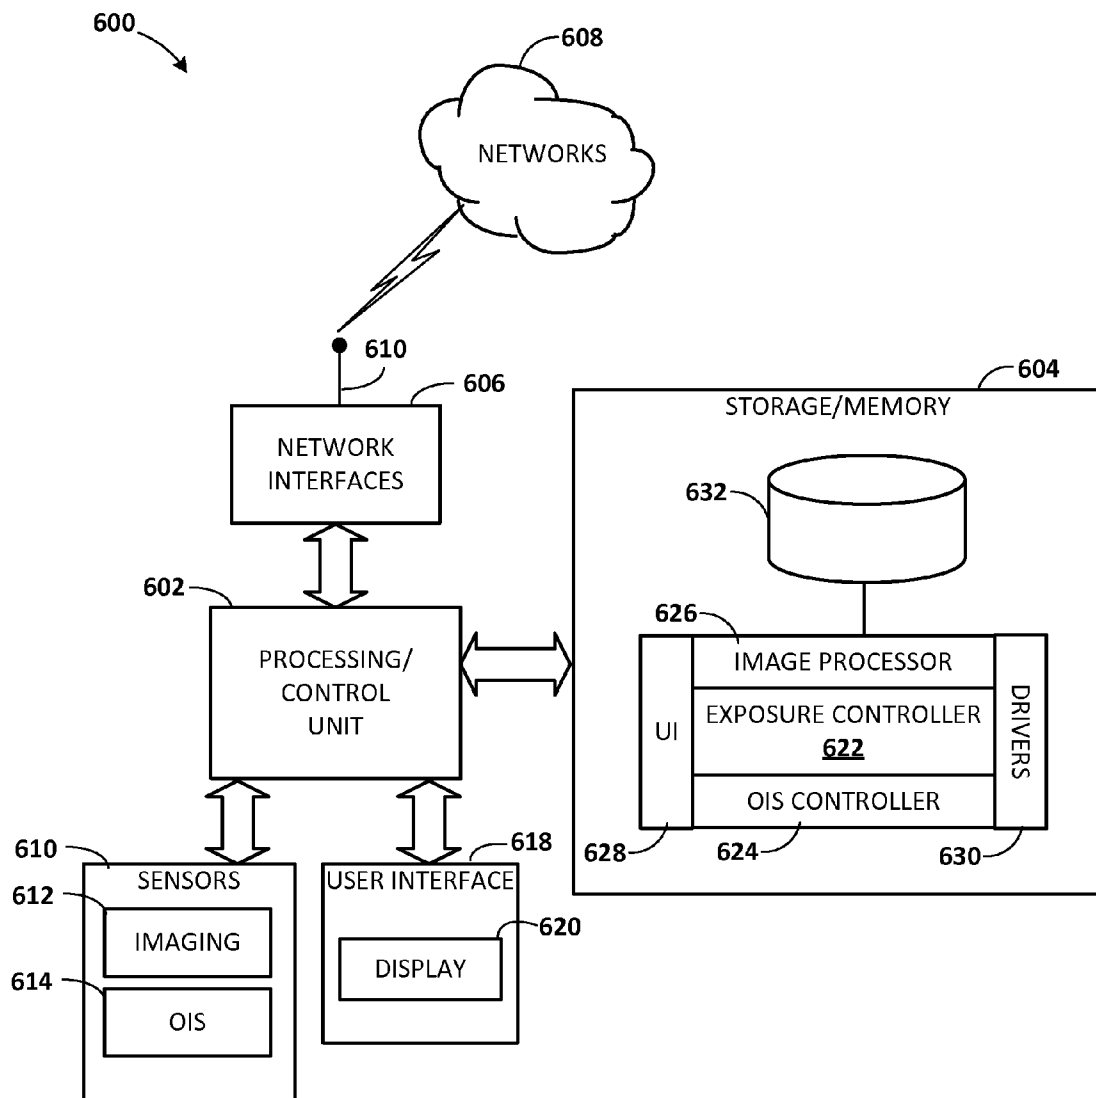 600
608
NETWORKS
610
606
NETWORK
INTERFACES
604
STORAGE/MEMORY
632
602
PROCESSING/
CONTROL
UNIT
626
IMAGE PROCESSOR
UI
EXPOSURE CONTROLLER
622
DRIVERS
OIS CONTROLLER
628
624
630
610
SENSORS
612
IMAGING
614
OIS
618
USER INTERFACE
620
DISPLAY